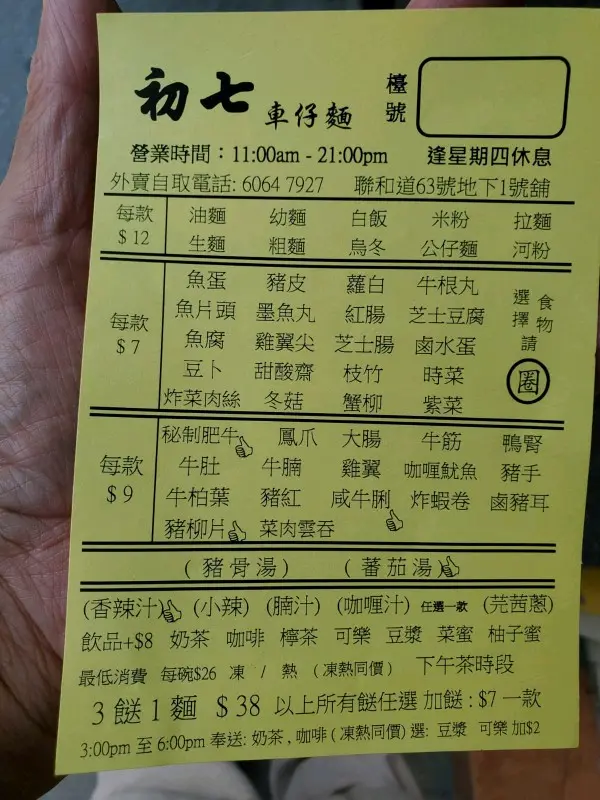 初七 車仔麵 檯號
營業時間：11:00am - 21:00pm 逢星期四休息
外賣自取電話: 6064 7927 聯和道63號地下1號舖
每款 $12
油麵 幼麵 白飯 米粉 拉麵
生麵 粗麵 烏冬 公仔麵 河粉
每款 $7
魚蛋 豬皮 蘿白 牛根丸
魚片頭 墨魚丸 紅腸 芝士豆腐
魚腐 雞翼尖 芝士腸 鹵水蛋
豆卜 甜酸齋 枝竹 時菜
炸菜肉絲 冬菇 蟹柳 紫菜
食物
選擇請
圈
每款 $9
秘制肥牛 鳳爪 大腸 牛筋 鴨腎
牛肚 牛腩 雞翼 咖喱魷魚 豬手
牛柏葉 豬紅 咸牛脷 炸蝦卷 鹵豬耳
豬柳片 菜肉雲吞
(豬骨湯) (蕃茄湯)
(香辣汁) (小辣) (腩汁) (咖喱汁) 任選一款 (芫茜蔥)
飲品+$8 奶茶 咖啡 檸茶 可樂 豆漿 菜蜜 柚子蜜
最低消費 每碗$26 凍 / 熱 (凍熱同價) 下午茶時段
3 餸 1 麵 $38 以上所有餸任選 加餸 : $7 一款
3:00pm 至 6:00pm 奉送: 奶茶 , 咖啡 ( 凍熱同價) 選: 豆漿 可樂 加$2